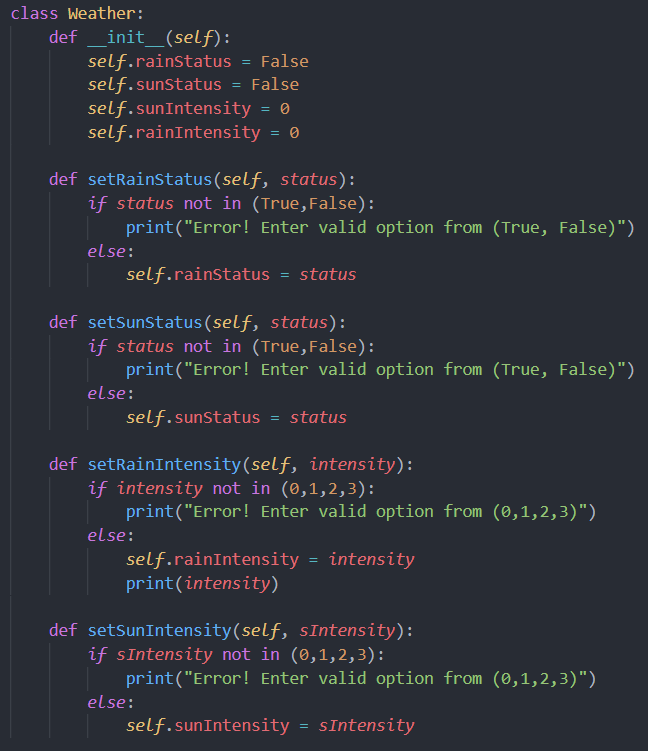 class Weather:
    def __init__(self):
        self.rainStatus = False
        self.sunStatus = False
        self.sunIntensity = 0
        self.rainIntensity = 0

    def setRainStatus(self, status):
        if status not in (True,False):
            print("Error! Enter valid option from (True, False)")
        else:
            self.rainStatus = status

    def setSunStatus(self, status):
        if status not in (True,False):
            print("Error! Enter valid option from (True, False)")
        else:
            self.sunStatus = status

    def setRainIntensity(self, intensity):
        if intensity not in (0,1,2,3):
            print("Error! Enter valid option from (0,1,2,3)")
        else:
            self.rainIntensity = intensity
            print(intensity)

    def setSunIntensity(self, sIntensity):
        if sIntensity not in (0,1,2,3):
            print("Error! Enter valid option from (0,1,2,3)")
        else:
            self.sunIntensity = sIntensity